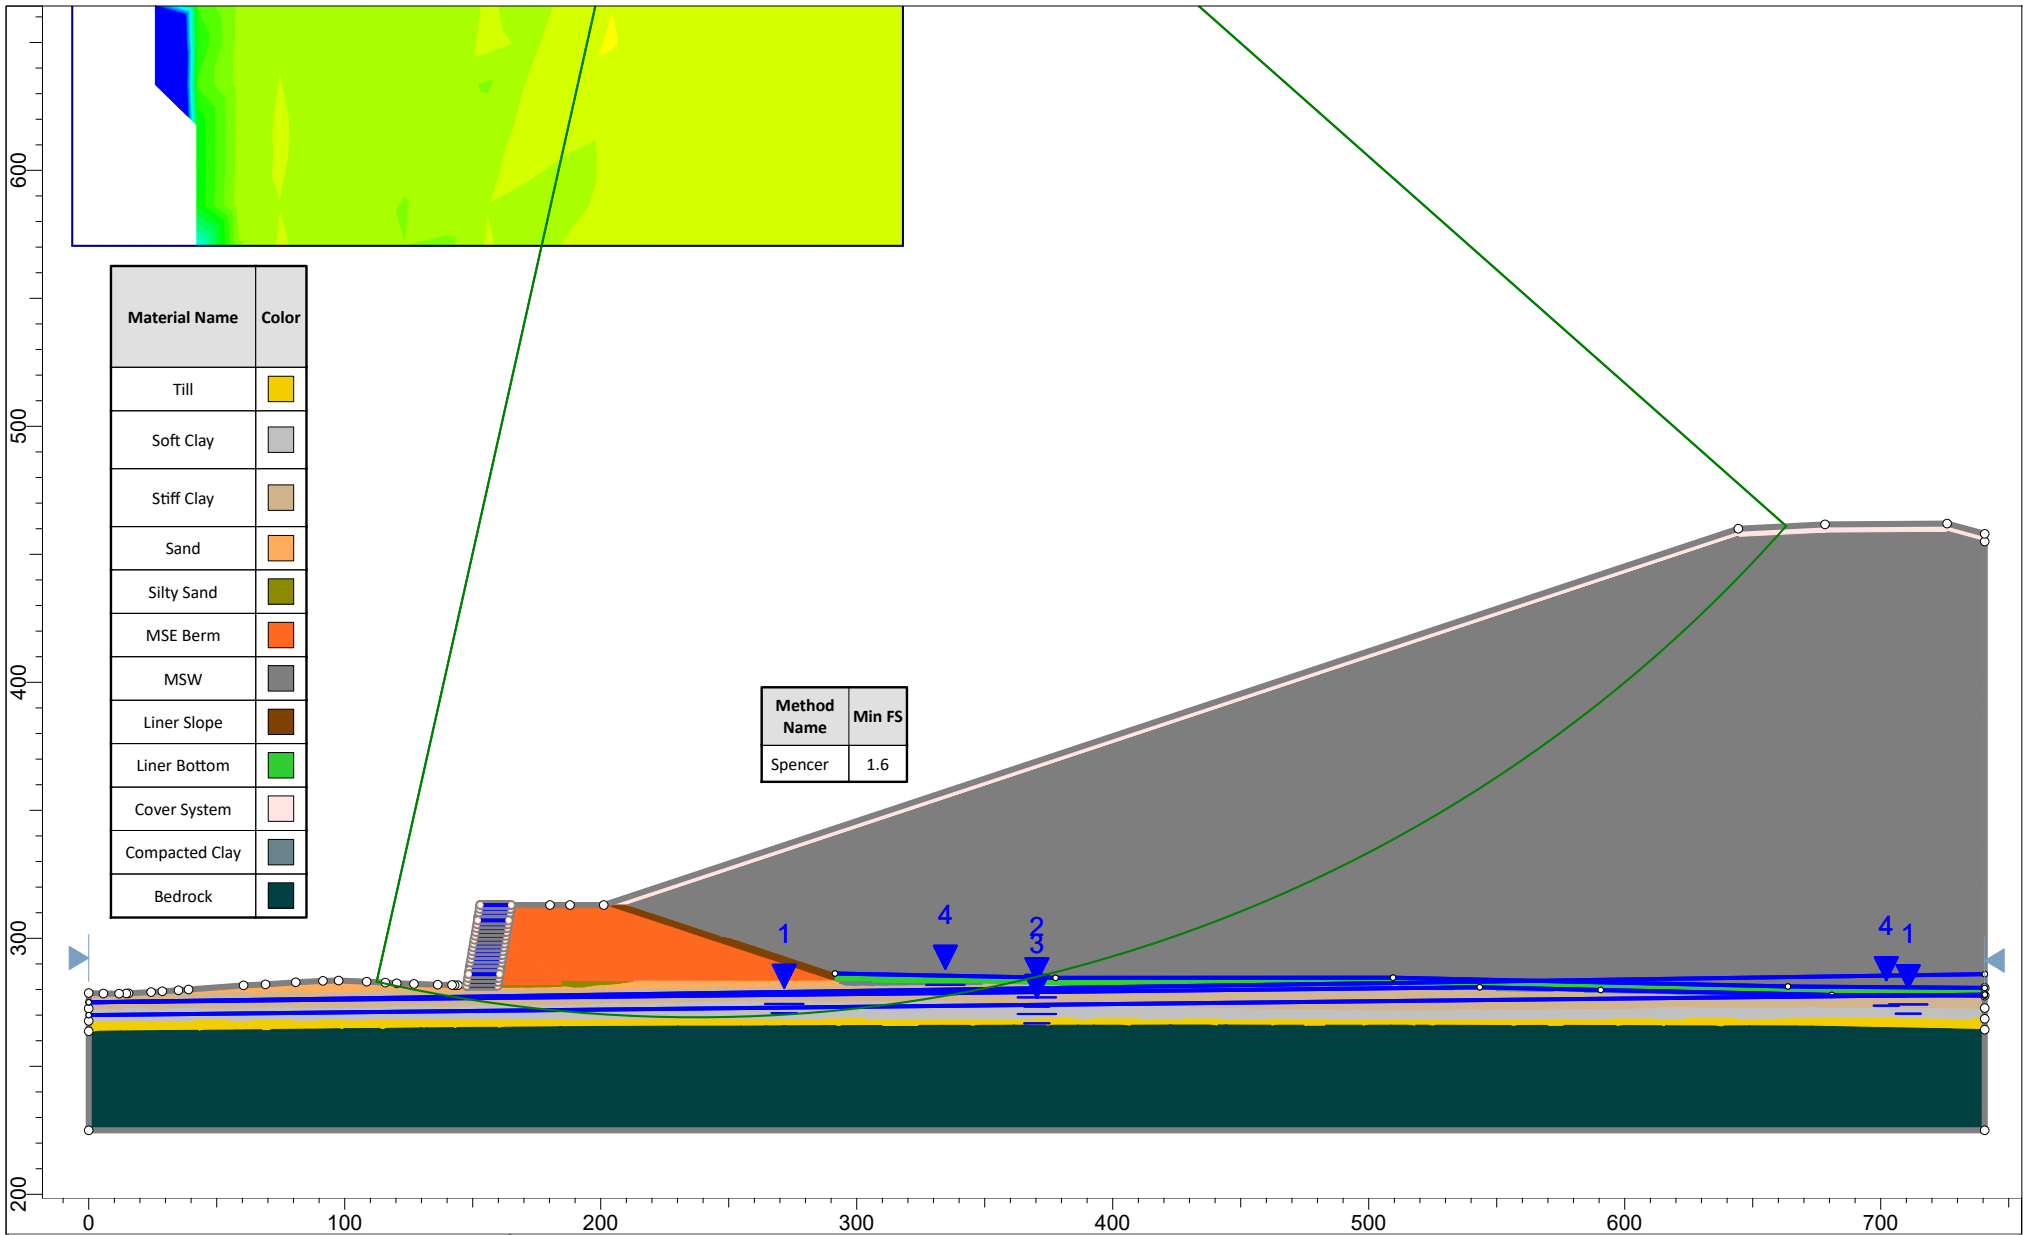 600
500
400
300
200
Material Name Color
Till
Soft Clay
Stiff Clay
Sand
Silty Sand
MSE Berm
MSW
Liner Slope
Liner Bottom
Cover System
Compacted Clay
Bedrock
Method Name Min FS
Spencer 1.6
1
4
2
3
4
1
0 100 200 300 400 500 600 700